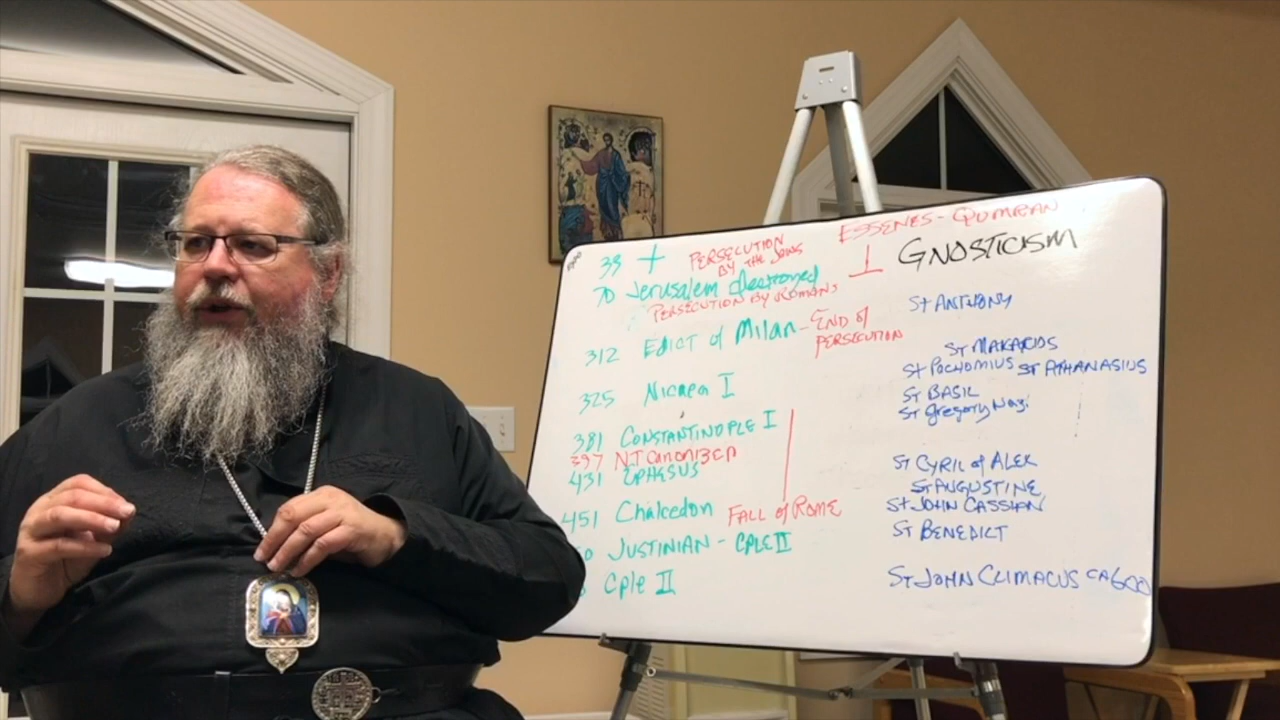 ESSENES - QUMRAN
33 + PERSECUTION
BY THE JEWS
⊥ GNOSTICISM
70 Jerusalem destroyed
PERSECUTION BY ROMANS
ST ANTHONY
312 EDICT of Milan - END of
PERSECUTION
ST MAKARIOS
ST POCHOMIUS ST ATHANASIUS
325 Nicaea I
ST BASIL
ST Gregory Nazi
381 CONSTANTINOPLE I
397 N.T CANONIZED
431 EPHESUS
ST CYRIL of ALEX
ST AUGUSTINE
451 Chalcedon FALL of ROME
ST JOHN CASSIAN
ST BENEDICT
50 JUSTINIAN - CPLE II
Cple II
ST JOHN CLIMACUS CA 600